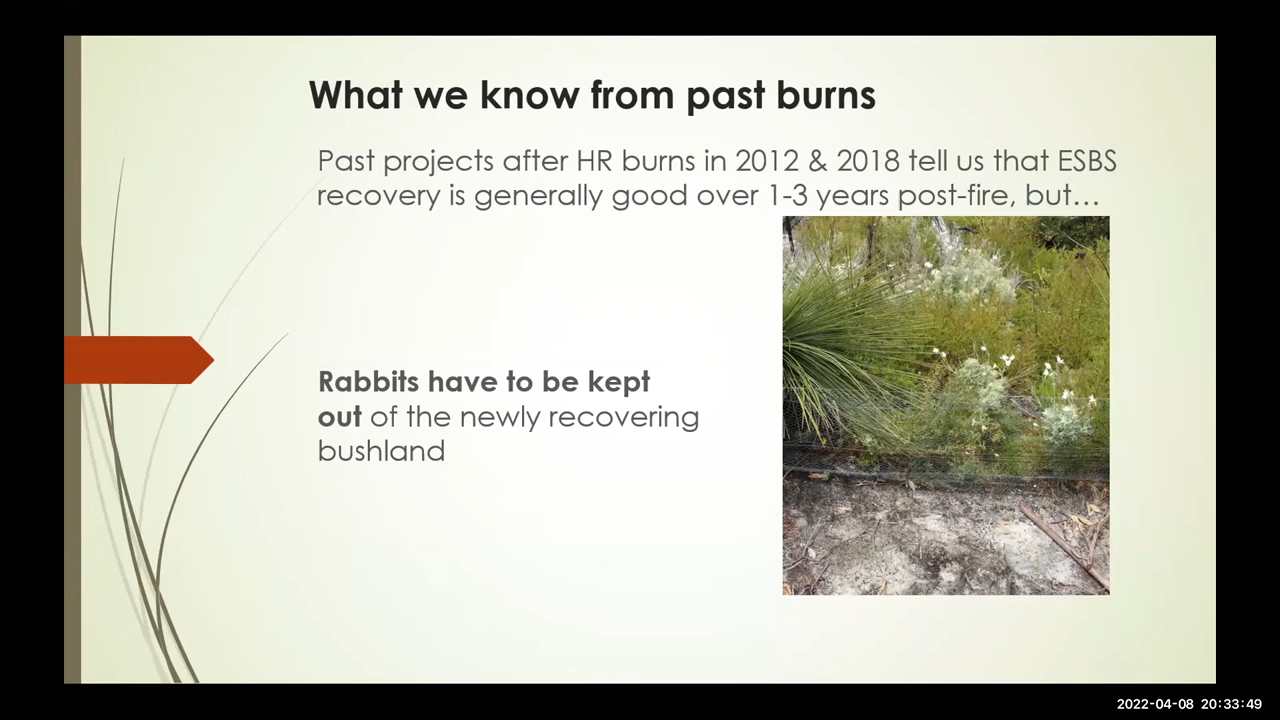 What we know from past burns
Past projects after HR burns in 2012 & 2018 tell us that ESBS
recovery is generally good over 1-3 years post-fire, but…
Rabbits have to be kept
out of the newly recovering
bushland
2022-04-08 20:33:49